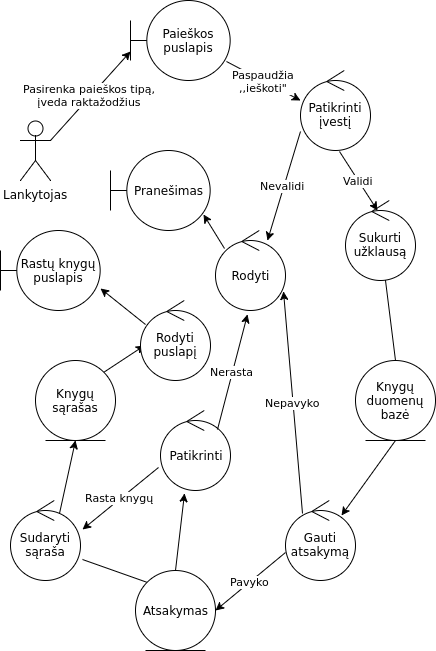 Paieškos
puslapis
Paspaudžia
,,ieškoti"
Pasirenka paieškos tipą,
įveda raktažodžius
Patikrinti
įvestį
Lankytojas
Pranešimas
Nevalidi
Validi
Sukurti
užklausą
Rastų knygų
puslapis
Rodyti
Rodyti
puslapį
Nerasta
Knygų
sąrašas
Nepavyko
Knygų
duomenų
bazė
Patikrinti
Rasta knygų
Sudaryti
sąraša
Gauti
atsakymą
Pavyko
Atsakymas